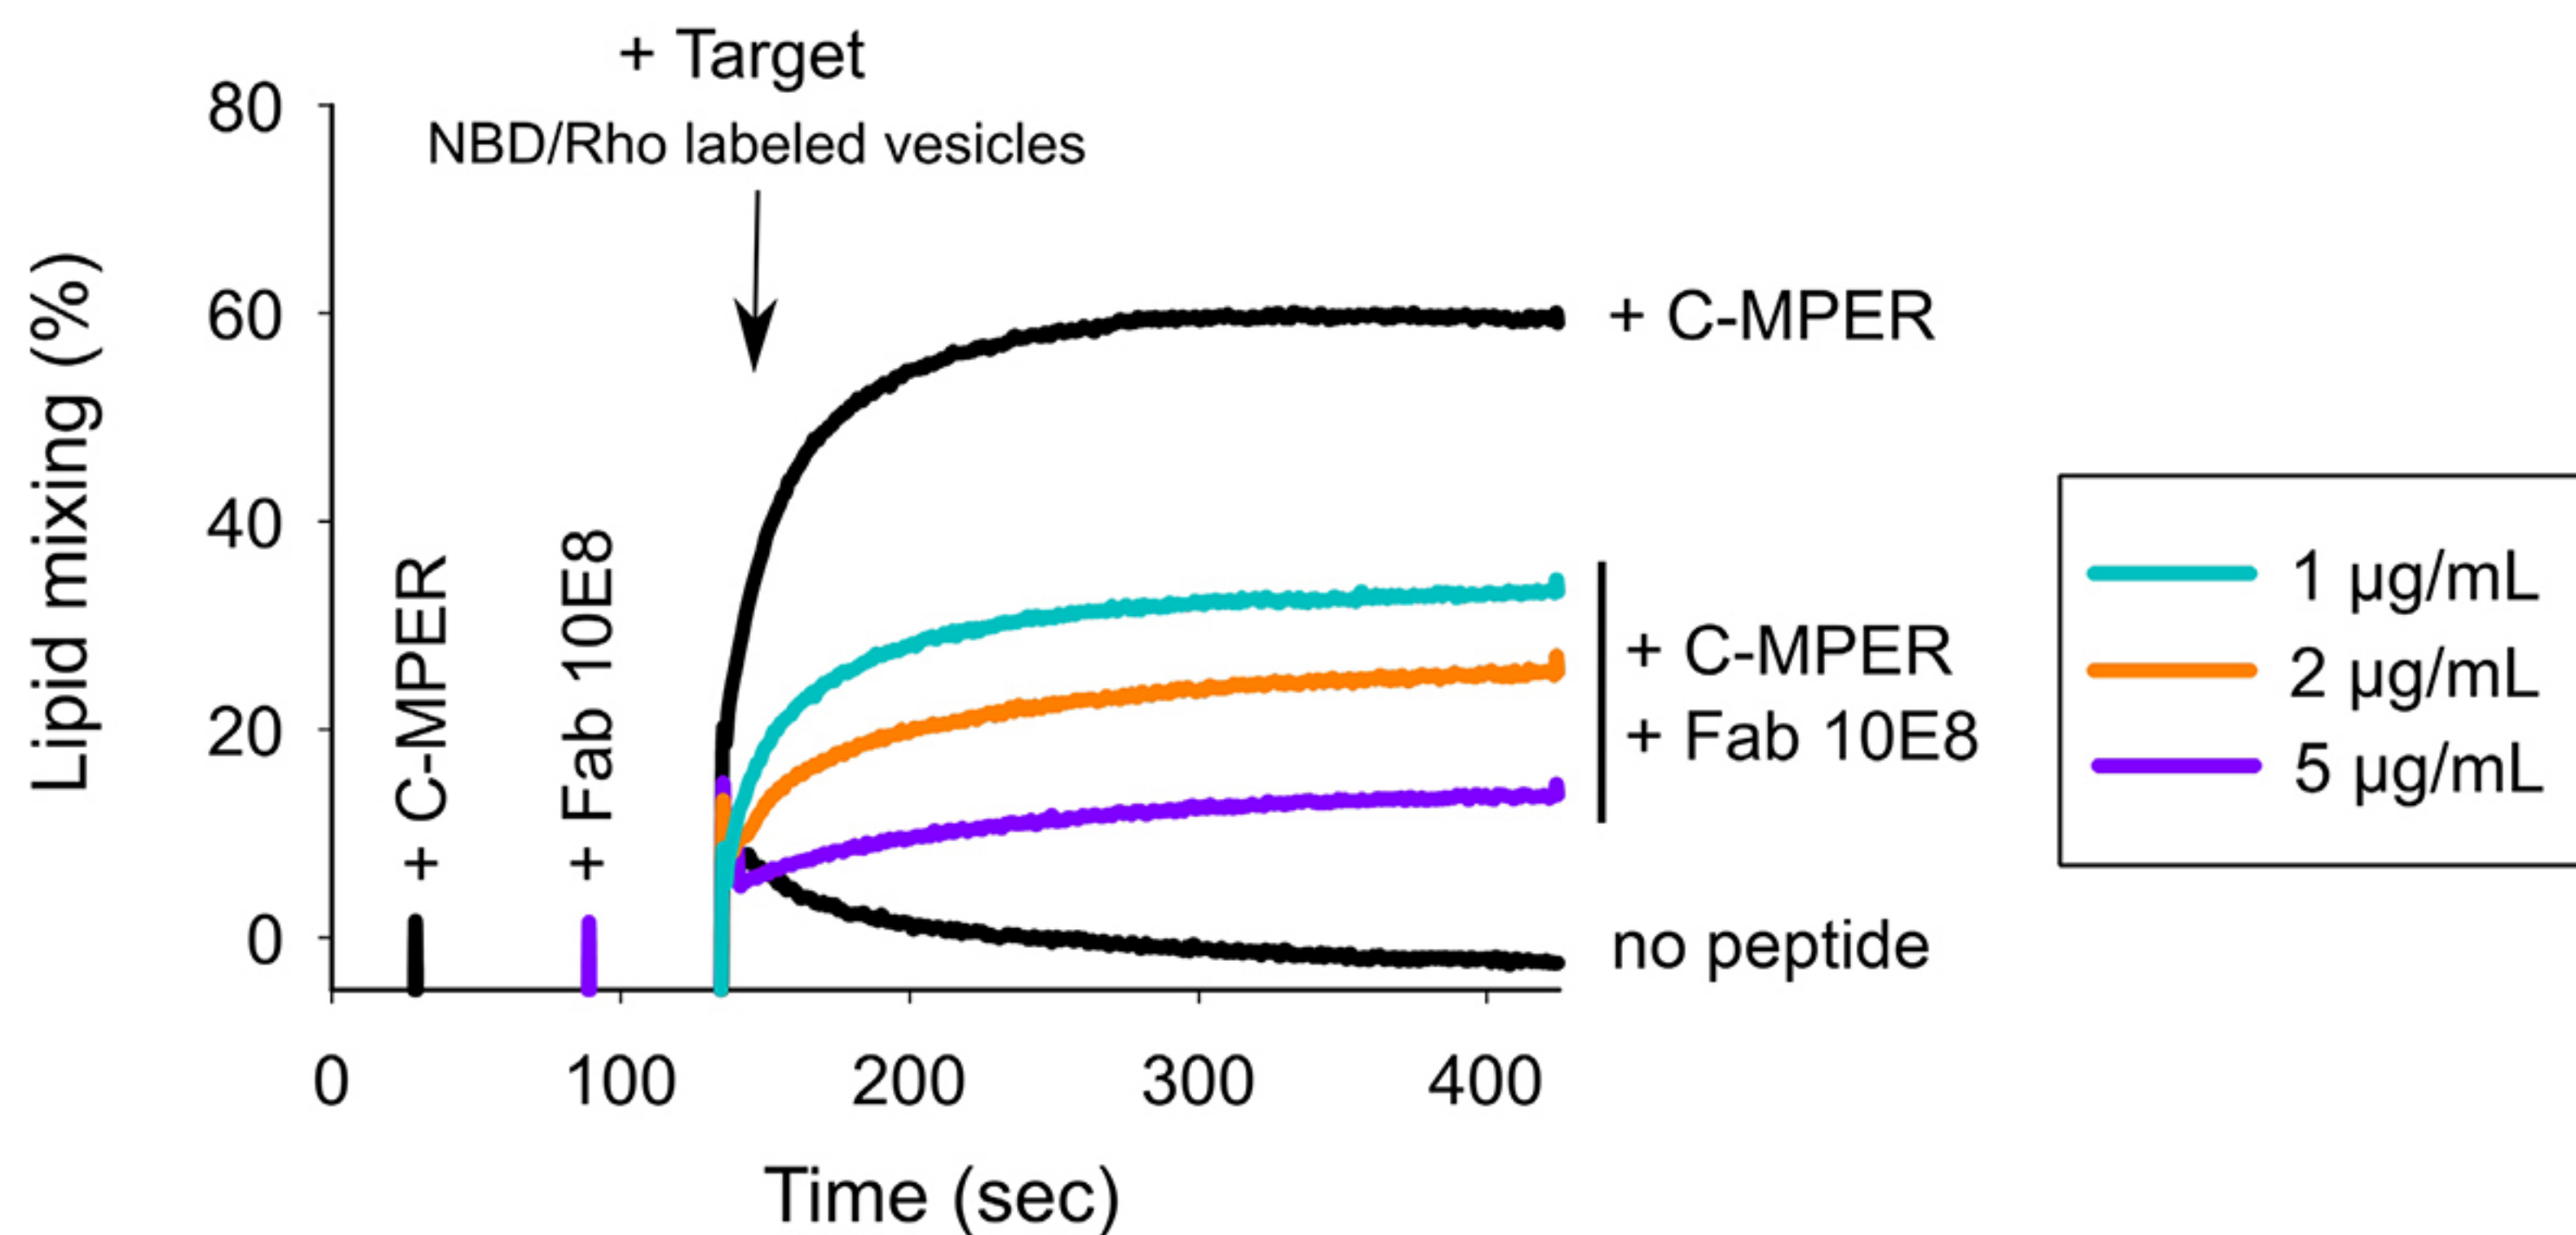 + Target
NBD/Rho labeled vesicles
Lipid mixing (%)
80
60
40
20
0
+ C-MPER
+ Fab 10E8
+ C-MPER
+ C-MPER
+ Fab 10E8
no peptide
1 µg/mL
2 µg/mL
5 µg/mL
0 100 200 300 400
Time (sec)